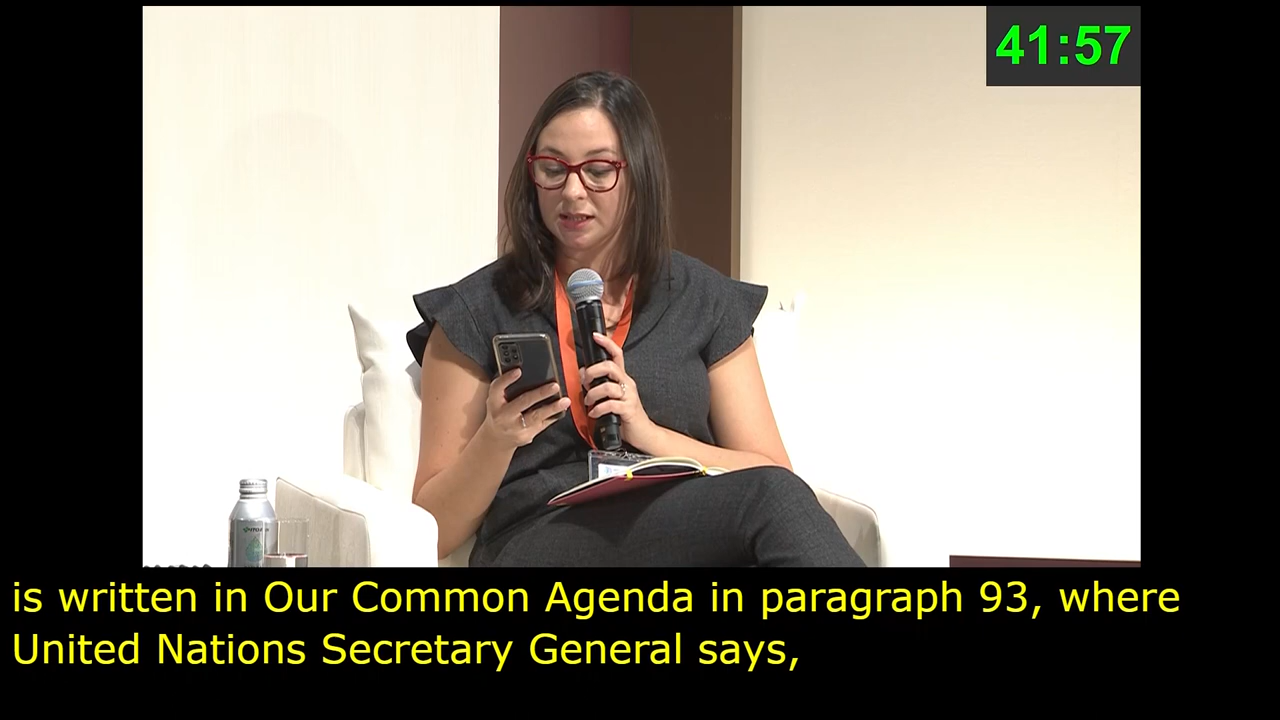 41:57
is written in Our Common Agenda in paragraph 93, where
United Nations Secretary General says,